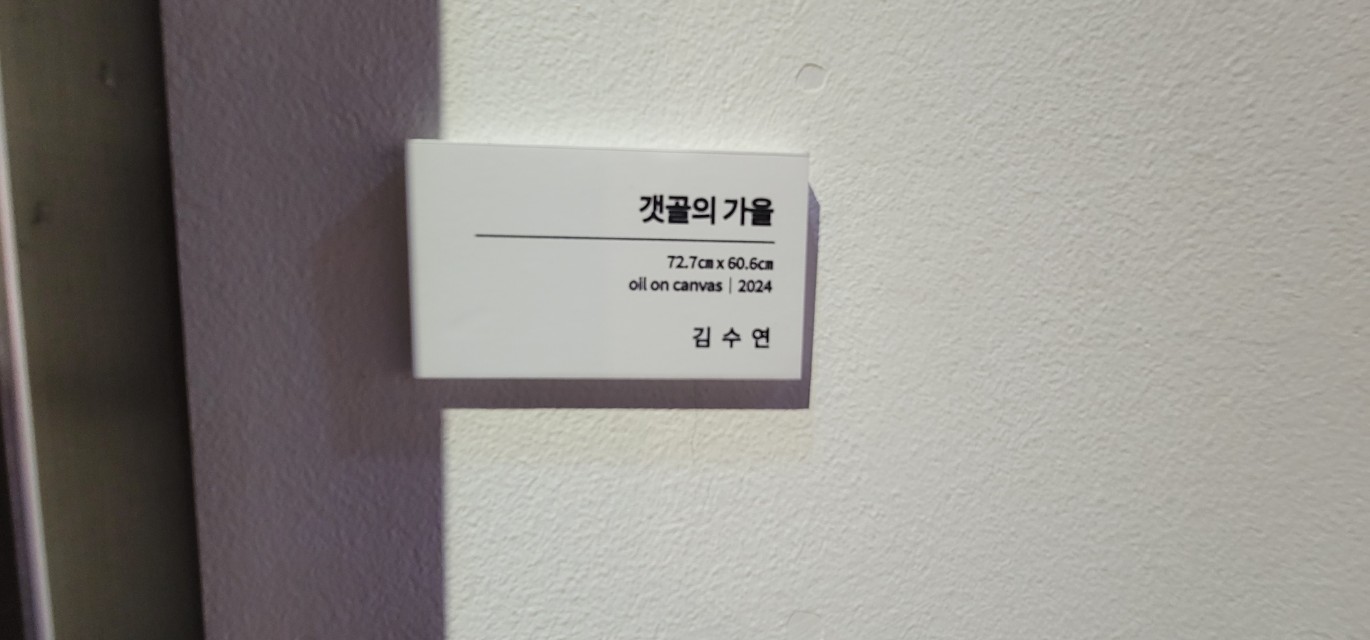 갯골의 가을
72.7㎝ x 60.6㎝
oil on canvas | 2024
김 수 연